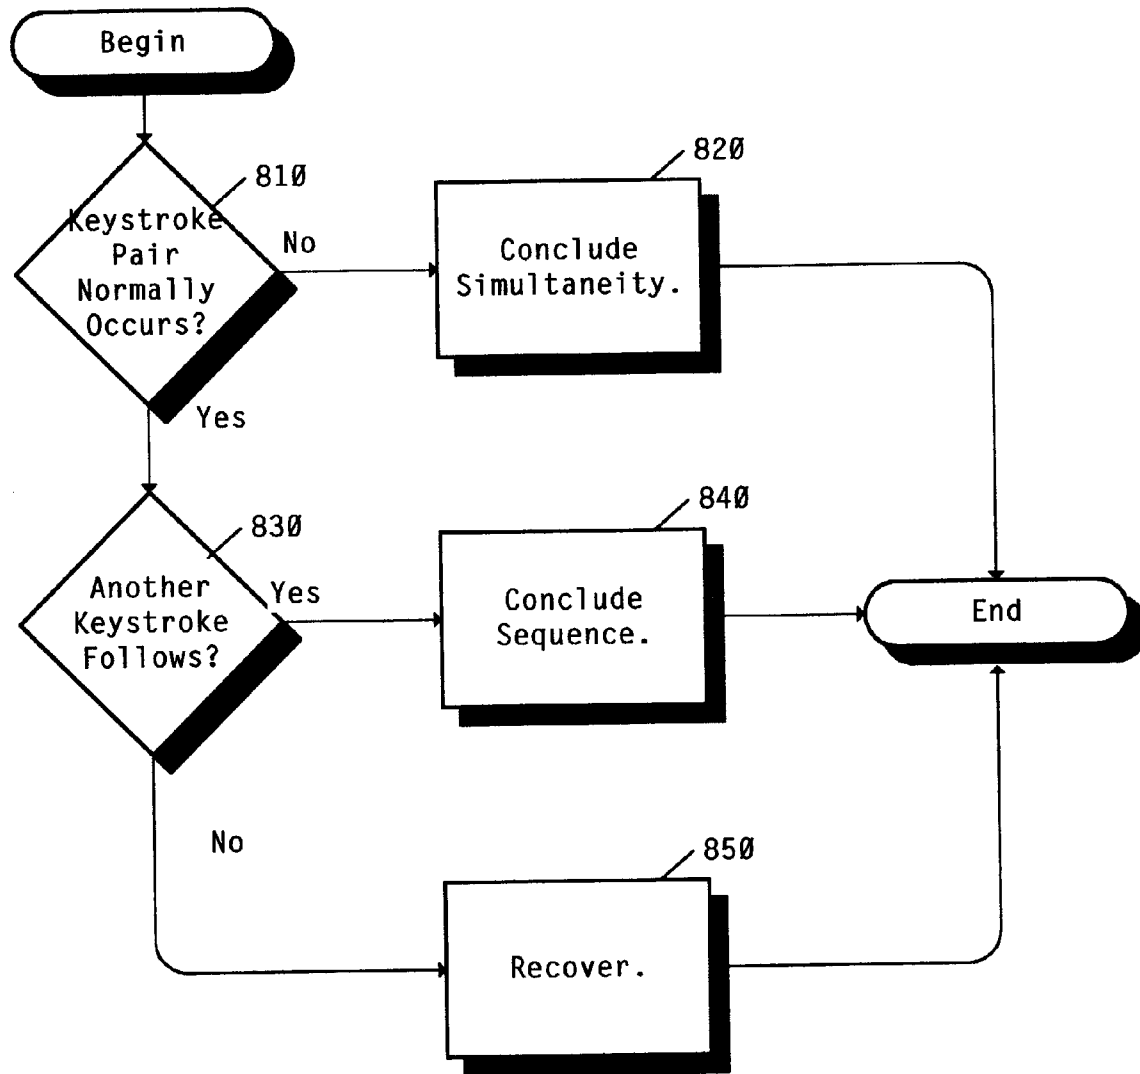 Begin
810
820
Keystroke
Pair
Normally
Occurs?
No
Conclude
Simultaneity.
Yes
830
840
Another
Keystroke
Follows?
Yes
Conclude
Sequence.
End
No
850
Recover.